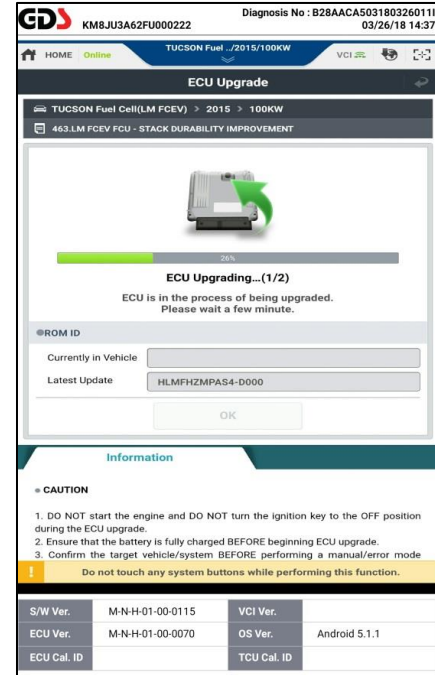 GDS KM8JU3A62FU000222
Diagnosis No : B28AACA5031803260111
03/26/18 14:37
HOME Online
TUCSON Fuel ../2015/100KW
VCI
ECU Upgrade
TUCSON Fuel Cell(LM FCEV) > 2015 > 100KW
463.LM FCEV FCU - STACK DURABILITY IMPROVEMENT
26%
ECU Upgrading...(1/2)
ECU is in the process of being upgraded.
Please wait a few minute.
ROM ID
Currently in Vehicle
Latest Update HLMFHZMPAS4-D000
OK
Information
CAUTION
1. DO NOT start the engine and DO NOT turn the ignition key to the OFF position
during the ECU upgrade.
2. Ensure that the battery is fully charged BEFORE beginning ECU upgrade.
3. Confirm the target vehicle/system BEFORE performing a manual/error mode
! Do not touch any system buttons while performing this function.
S/W Ver. M-N-H-01-00-0115 VCI Ver.
ECU Ver. M-N-H-01-00-0070 OS Ver. Android 5.1.1
ECU Cal. ID TCU Cal. ID